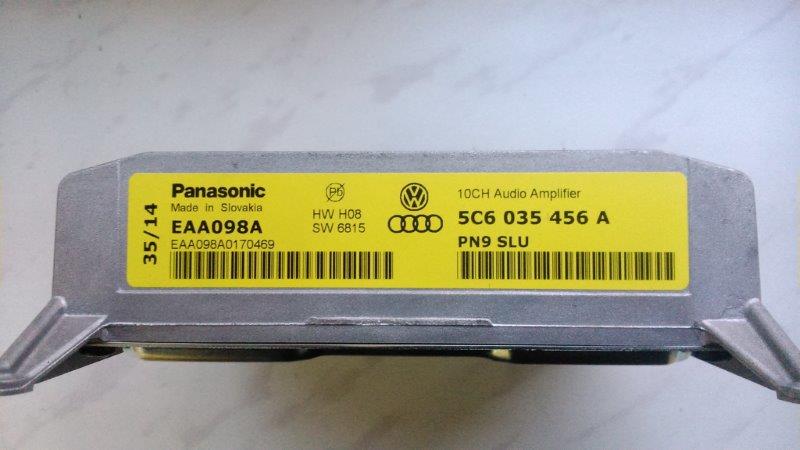 35/14
Panasonic
Made in Slovakia
EAA098A
EAA098A0170469
Pb
HW H08
SW 6815
10CH Audio Amplifier
5C6 035 456 A
PN9 SLU